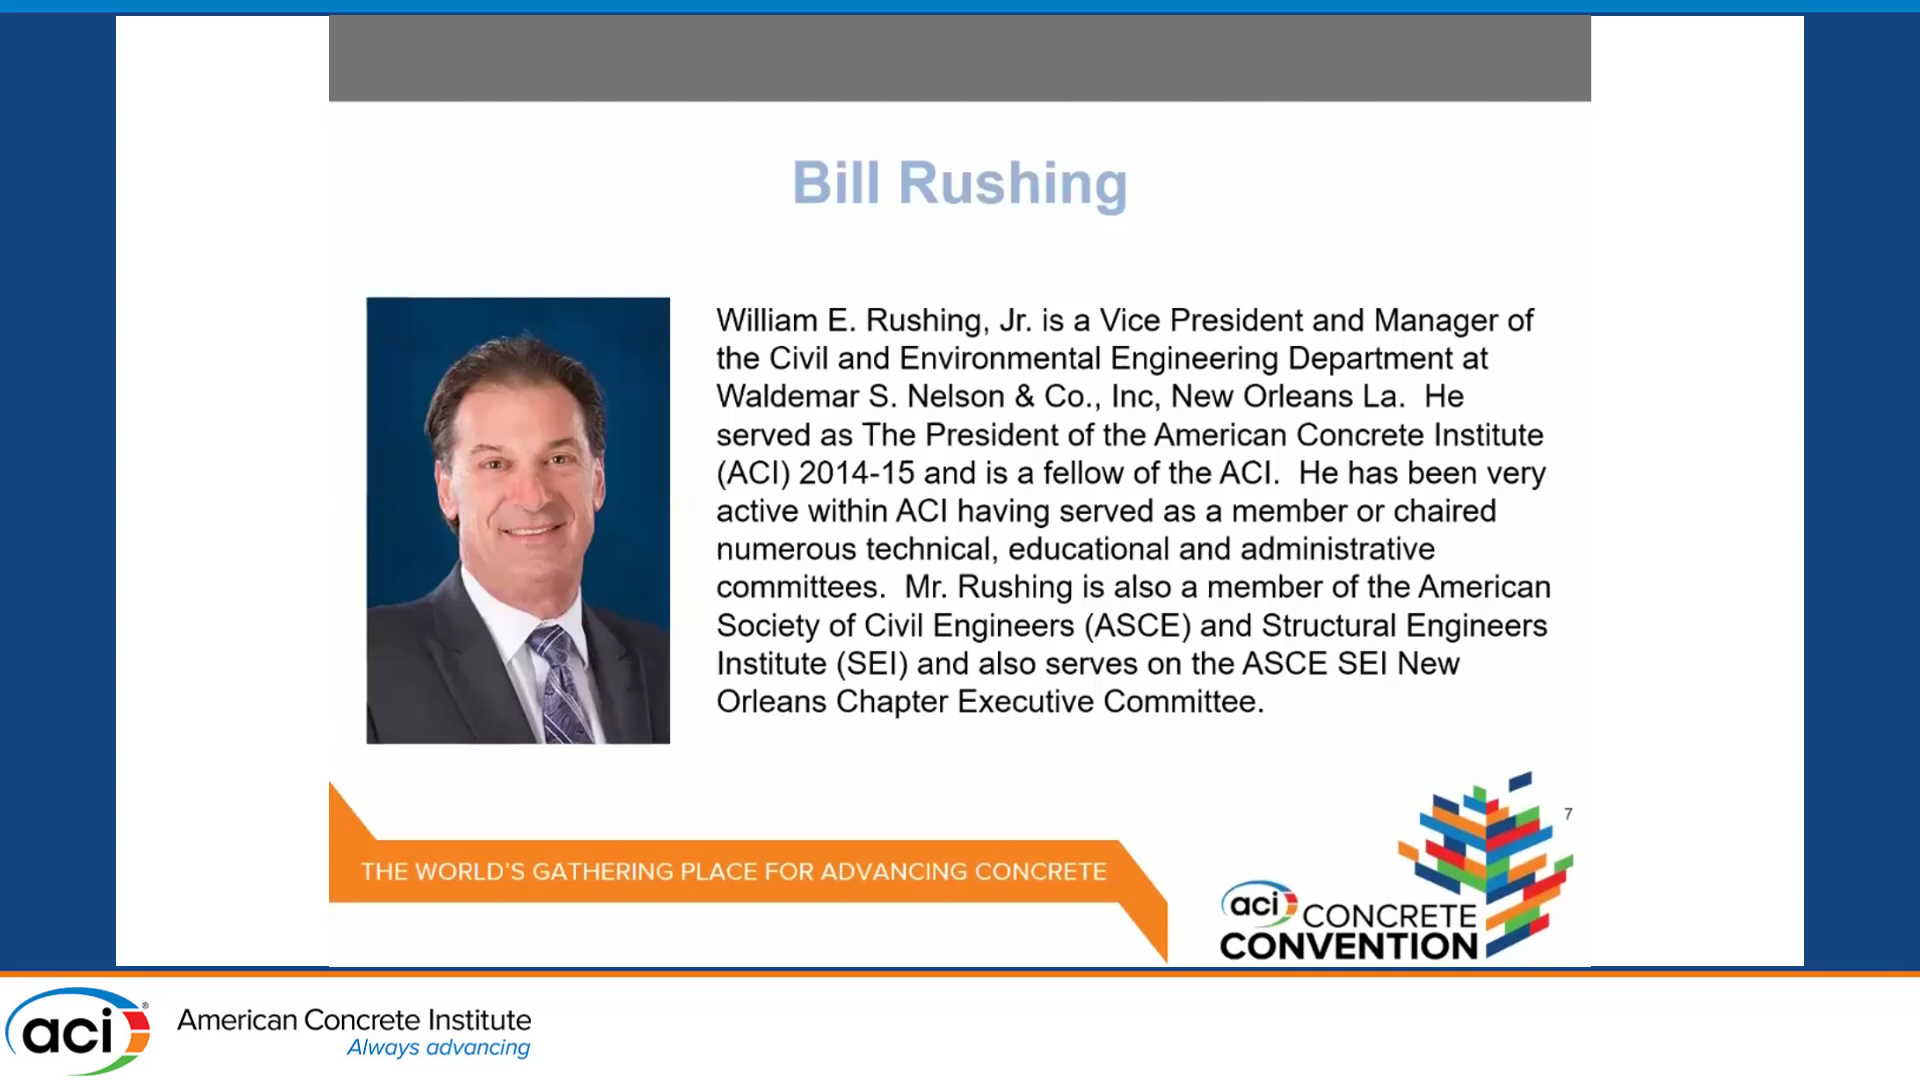 Bill Rushing
William E. Rushing, Jr. is a Vice President and Manager of
the Civil and Environmental Engineering Department at
Waldemar S. Nelson & Co., Inc, New Orleans La.  He
served as The President of the American Concrete Institute
(ACI) 2014-15 and is a fellow of the ACI.  He has been very
active within ACI having served as a member or chaired
numerous technical, educational and administrative
committees.  Mr. Rushing is also a member of the American
Society of Civil Engineers (ASCE) and Structural Engineers
Institute (SEI) and also serves on the ASCE SEI New
Orleans Chapter Executive Committee.
7
THE WORLD'S GATHERING PLACE FOR ADVANCING CONCRETE
aci CONCRETE
CONVENTION
aci®
American Concrete Institute
Always advancing